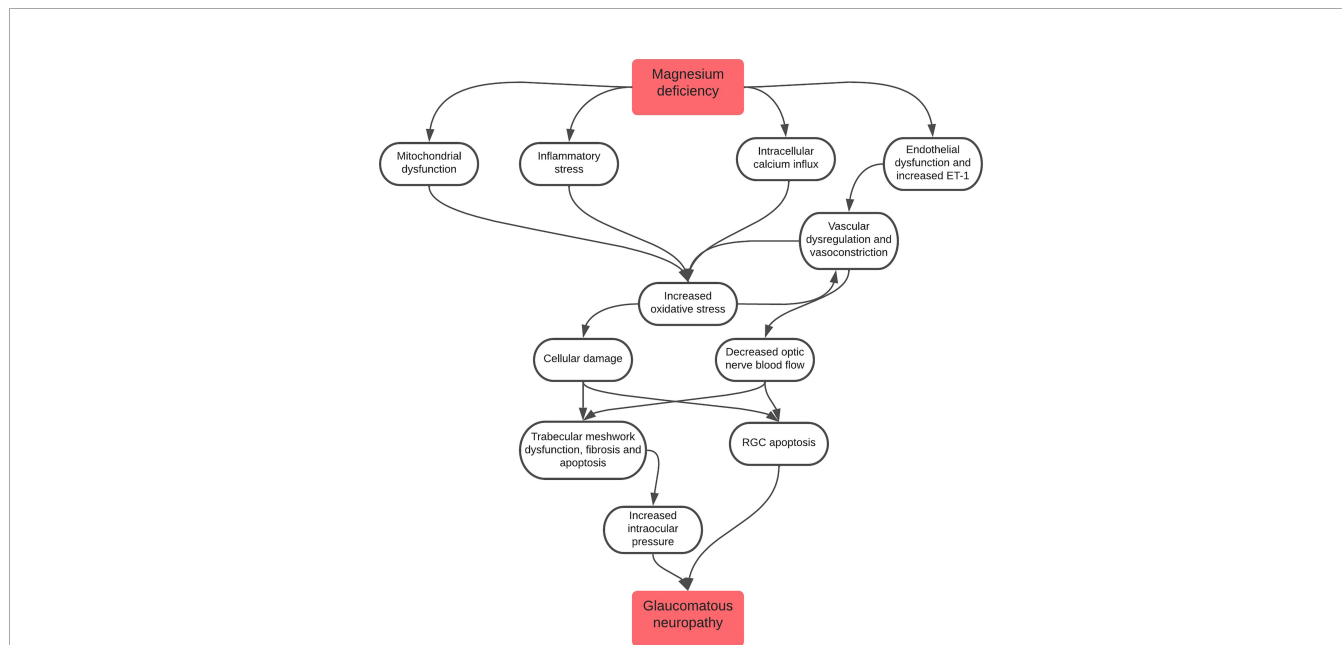 Magnesium
deficiency
Mitochondrial
dysfunction
Inflammatory
stress
Intracellular
calcium influx
Endothelial
dysfunction and
increased ET-1
Vascular
dysregulation and
vasoconstriction
Increased
oxidative stress
Cellular damage
Decreased optic
nerve blood flow
Trabecular meshwork
dysfunction, fibrosis and
apoptosis
RGC apoptosis
Increased
intraocular
pressure
Glaucomatous
neuropathy